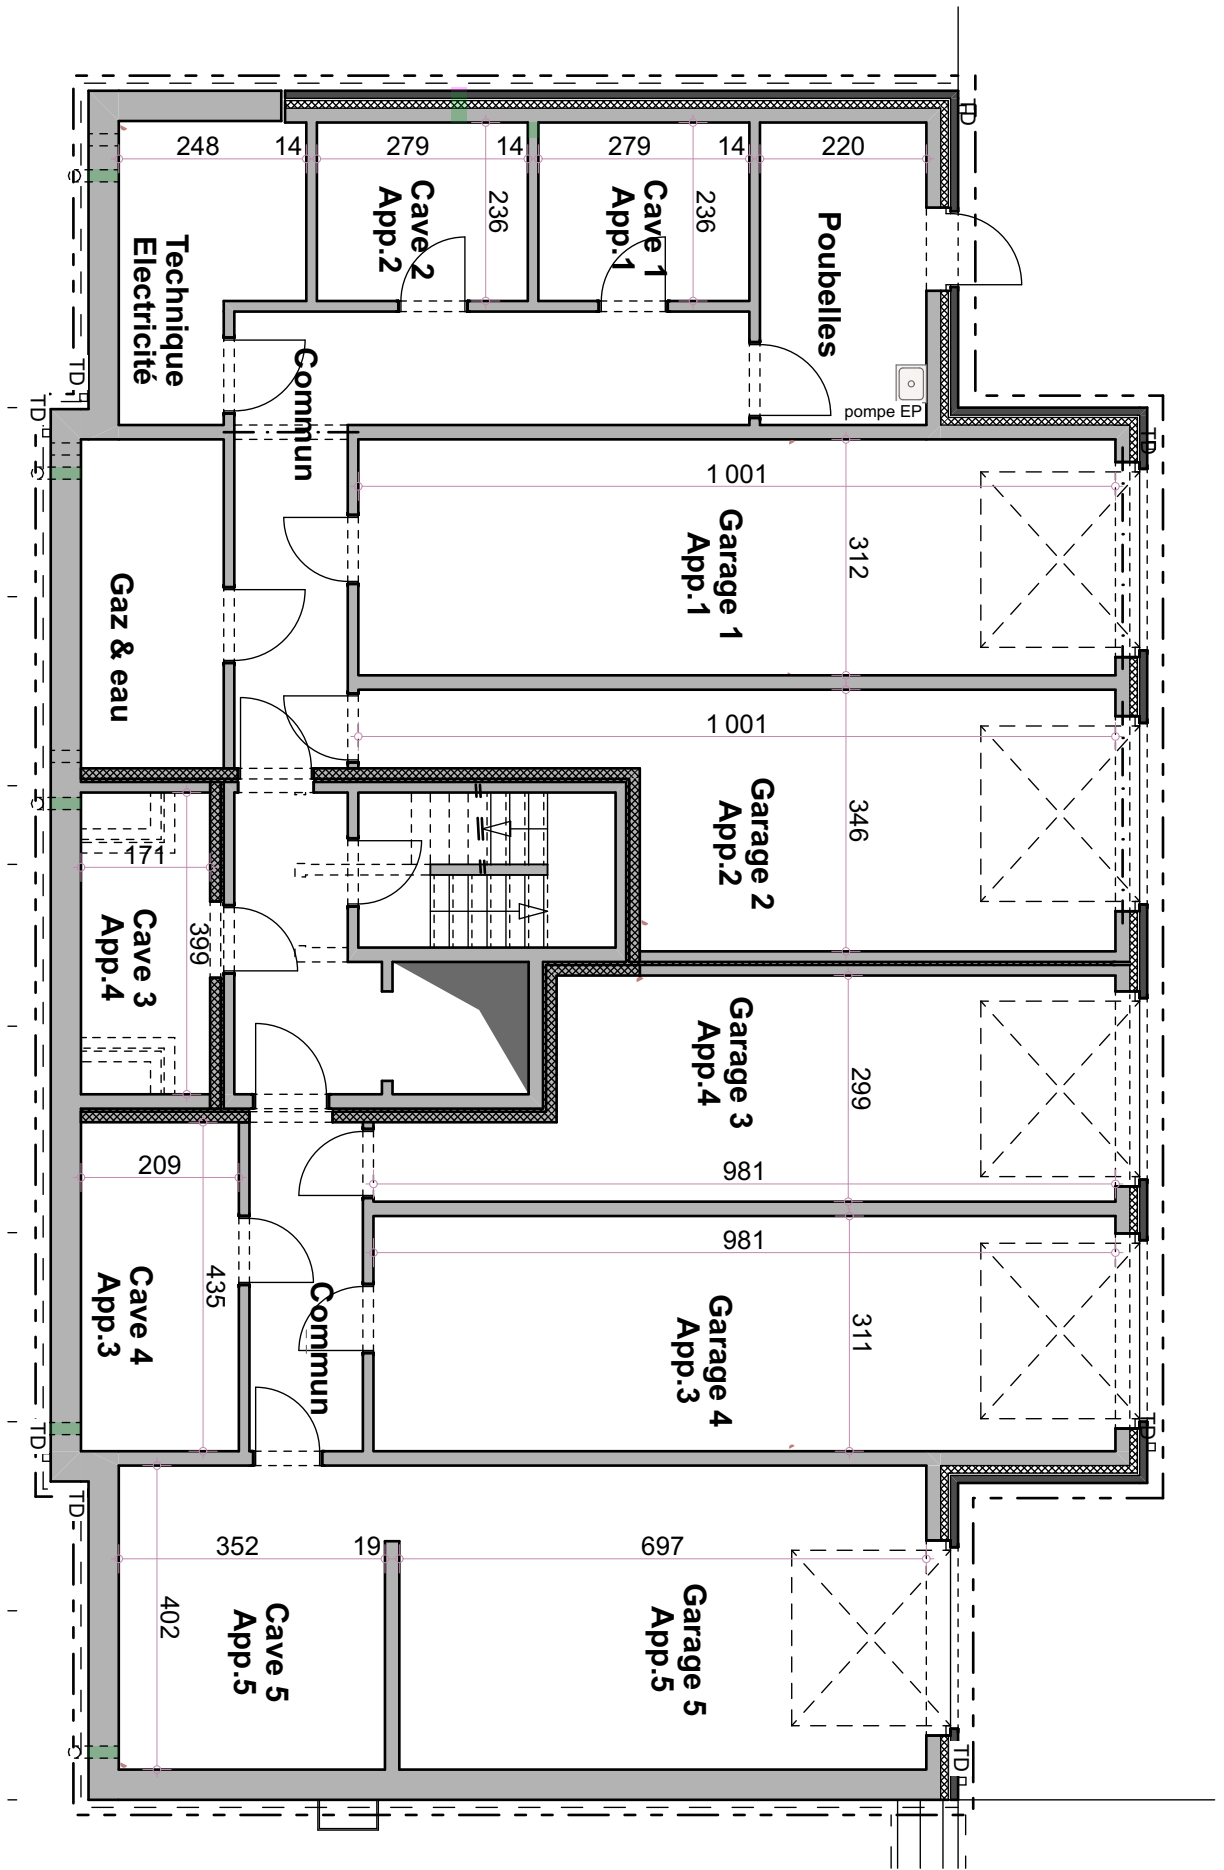 TD
248
14
279
14
279
14
220
236
236
Cave 2
App.2
Cave 1
App.1
Poubelles
Technique
Electricité
Commun
pompe EP
TD
TD
TD
1 001
Garage 1
App.1
312
Gaz & eau
1 001
Garage 2
App.2
346
171
Cave 3
App.4
399
Garage 3
App.4
299
981
209
Cave 4
App.3
435
981
Garage 4
App.3
311
Commun
TD
TD
TD
352
19
697
Cave 5
App.5
402
Garage 5
App.5
TD